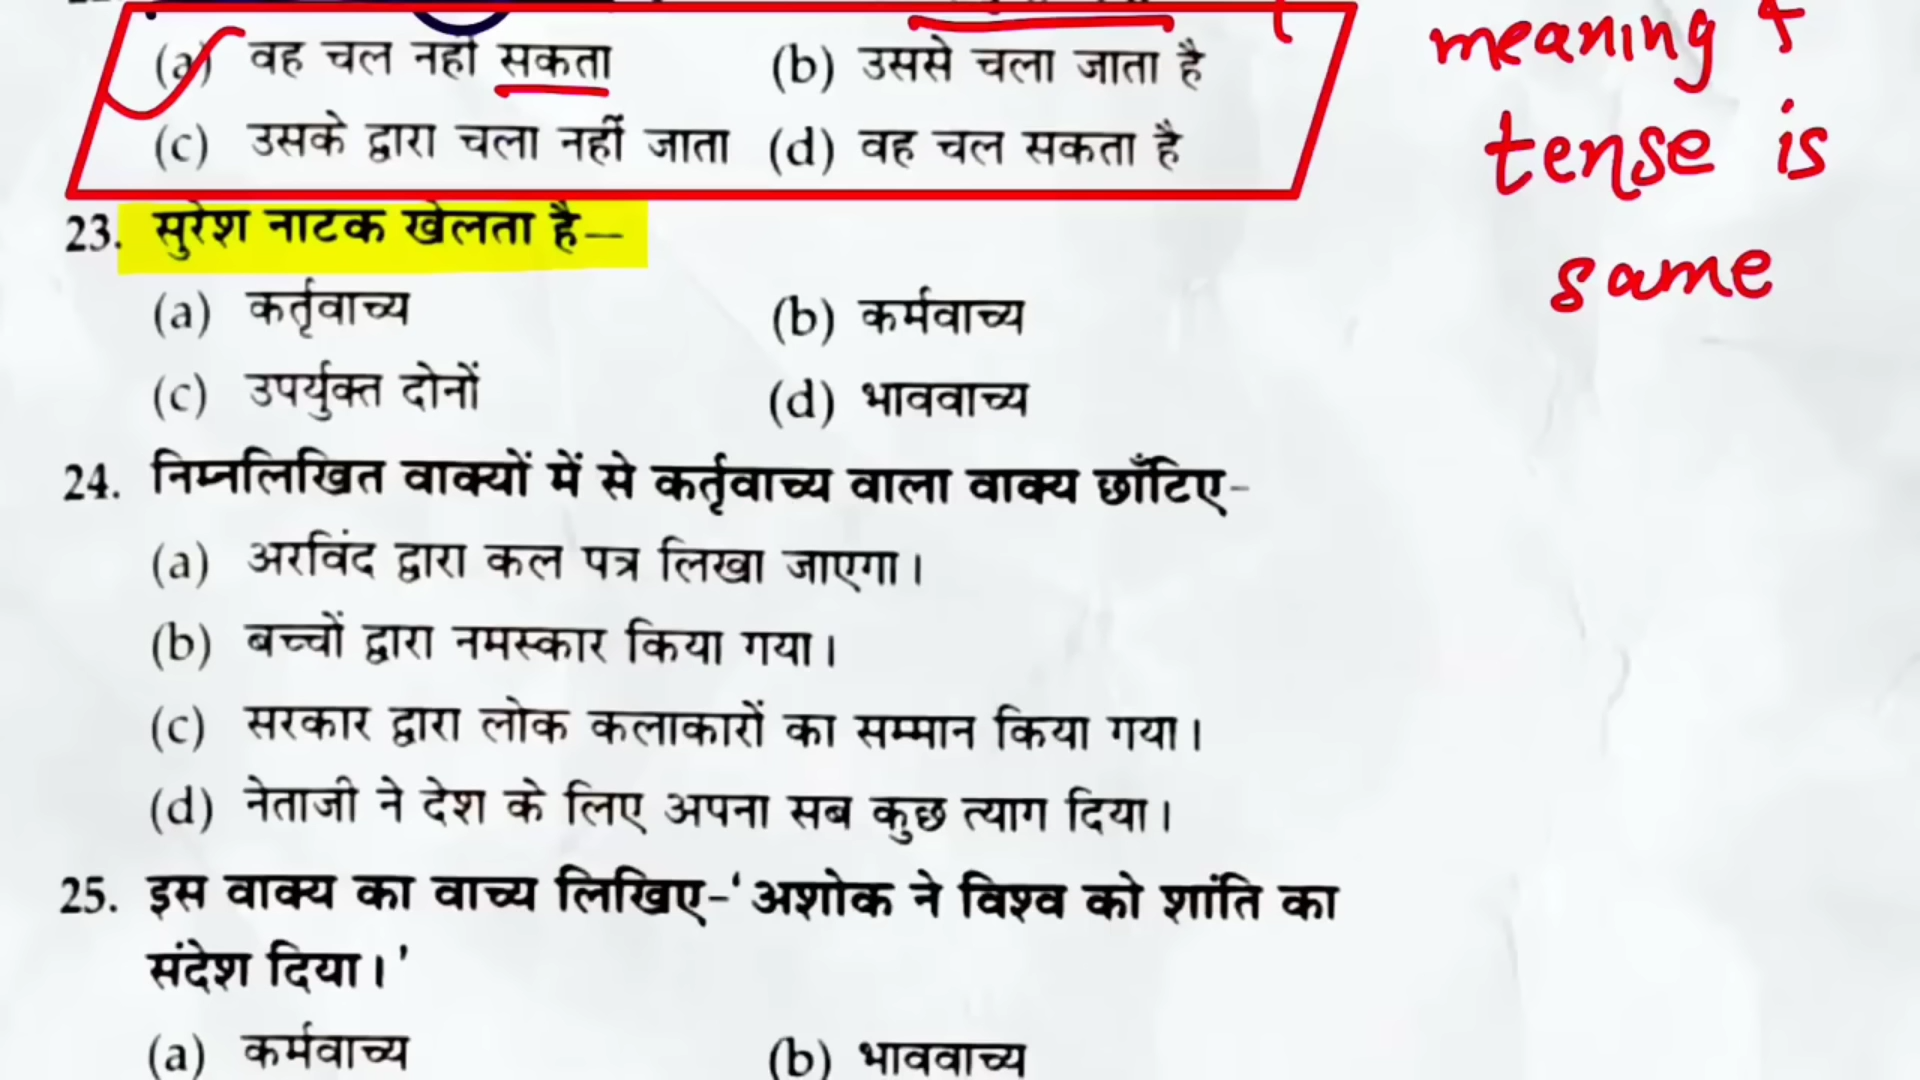 (a) वह चल नहीं सकता (b) उससे चला जाता है
(c) उसके द्वारा चला नहीं जाता (d) वह चल सकता है
meaning &
tense is
same
23. सुरेश नाटक खेलता है—
(a) कर्तृवाच्य (b) कर्मवाच्य
(c) उपर्युक्त दोनों (d) भाववाच्य
24. निम्नलिखित वाक्यों में से कर्तृवाच्य वाला वाक्य छाँटिए-
(a) अरविंद द्वारा कल पत्र लिखा जाएगा।
(b) बच्चों द्वारा नमस्कार किया गया।
(c) सरकार द्वारा लोक कलाकारों का सम्मान किया गया।
(d) नेताजी ने देश के लिए अपना सब कुछ त्याग दिया।
25. इस वाक्य का वाच्य लिखिए-'अशोक ने विश्व को शांति का
संदेश दिया।'
(a) कर्मवाच्य (b) भाववाच्य